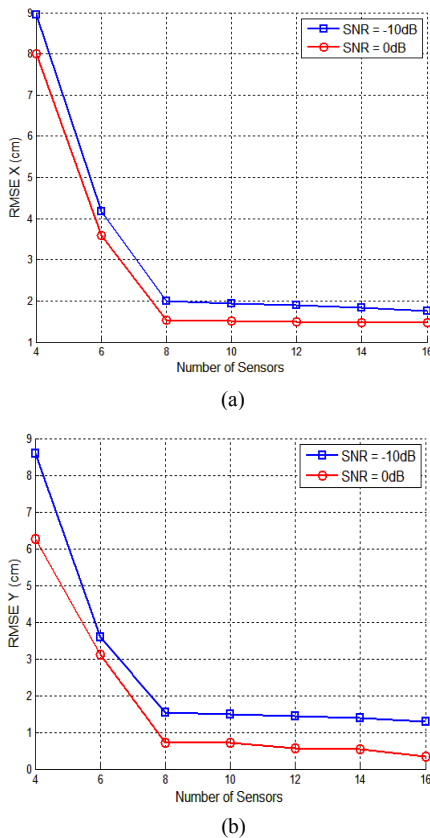 9
8
7
6
5
4
3
2
1
RMSE X (cm)
SNR = -10dB
SNR = 0dB
4 6 8 10 12 14 16
Number of Sensors
(a)
9
8
7
6
5
4
3
2
1
0
RMSE Y (cm)
SNR = -10dB
SNR = 0dB
4 6 8 10 12 14 16
Number of Sensors
(b)